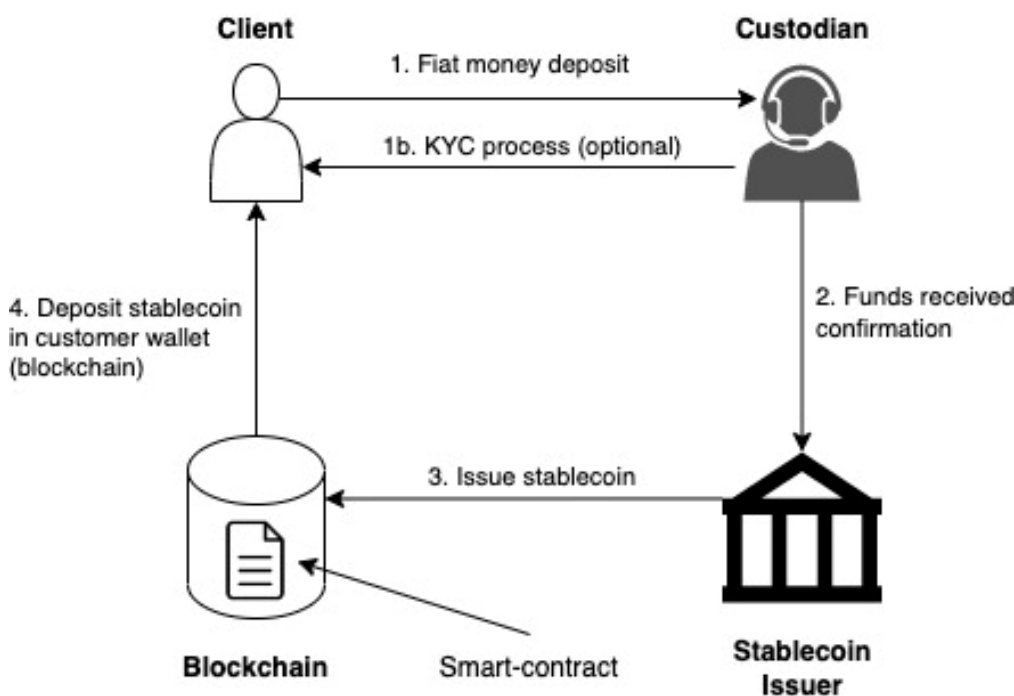 Client
Custodian
1. Fiat money deposit
1b. KYC process (optional)
4. Deposit stablecoin
in customer wallet
(blockchain)
2. Funds received
confirmation
3. Issue stablecoin
Blockchain
Smart-contract
Stablecoin
Issuer